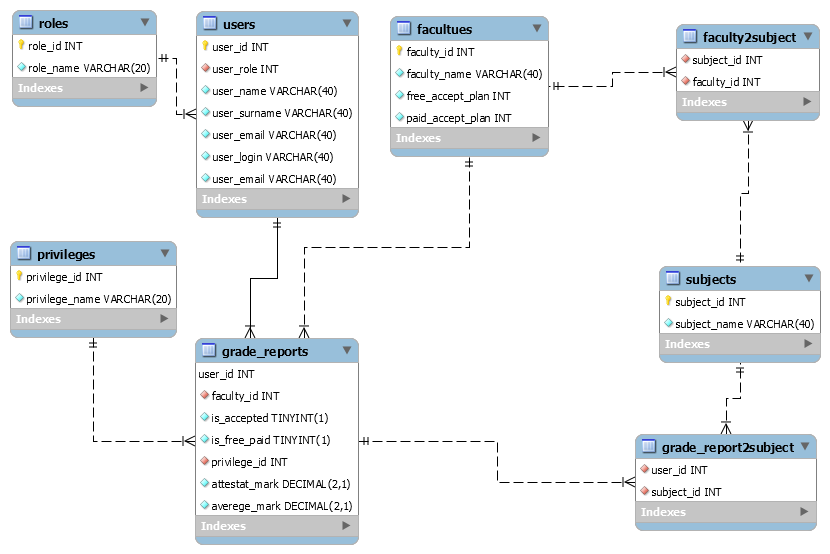 roles
role_id INT
role_name VARCHAR(20)
Indexes
users
user_id INT
user_role INT
user_name VARCHAR(40)
user_surname VARCHAR(40)
user_email VARCHAR(40)
user_login VARCHAR(40)
user_email VARCHAR(40)
Indexes
facultues
faculty_id INT
faculty_name VARCHAR(40)
free_accept_plan INT
paid_accept_plan INT
Indexes
faculty2subject
subject_id INT
faculty_id INT
Indexes
privileges
privilege_id INT
privilege_name VARCHAR(20)
Indexes
subjects
subject_id INT
subject_name VARCHAR(40)
Indexes
grade_reports
user_id INT
faculty_id INT
is_accepted TINYINT(1)
is_free_paid TINYINT(1)
privilege_id INT
attestat_mark DECIMAL(2,1)
averege_mark DECIMAL(2,1)
Indexes
grade_report2subject
user_id INT
subject_id INT
Indexes